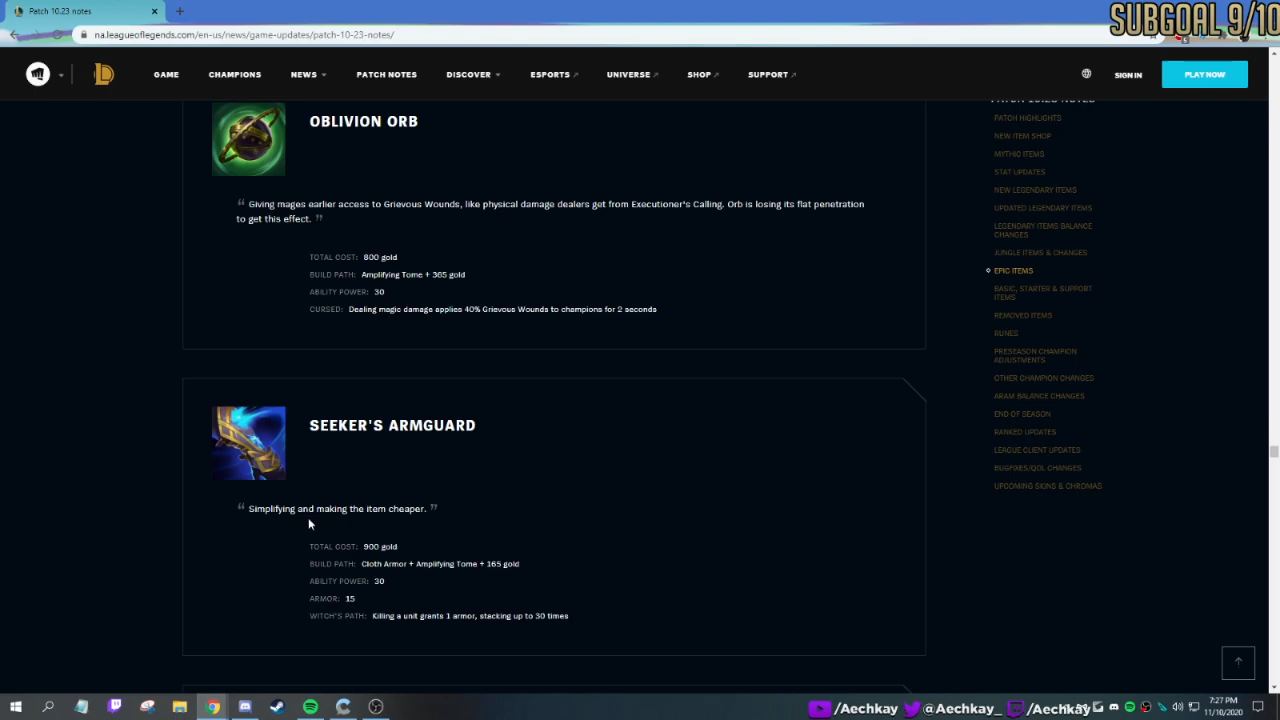 Patch 10.23 notes
SUBGOAL 9/10
na.leagueoflegends.com/en-us/news/game-updates/patch-10-23-notes/
GAME CHAMPIONS NEWS PATCH NOTES DISCOVER ESPORTS UNIVERSE SHOP SUPPORT SIGN IN PLAY NOW
OBLIVION ORB
" Giving mages earlier access to Grievous Wounds, like physical damage dealers get from Executioner's Calling. Orb is losing its flat penetration
to get this effect. "
TOTAL COST: 800 gold
BUILD PATH: Amplifying Tome + 365 gold
ABILITY POWER: 30
CURSED: Dealing magic damage applies 40% Grievous Wounds to champions for 2 seconds
SEEKER'S ARMGUARD
" Simplifying and making the item cheaper. "
TOTAL COST: 900 gold
BUILD PATH: Cloth Armor + Amplifying Tome + 165 gold
ABILITY POWER: 30
ARMOR: 15
WITCH'S PATH: Killing a unit grants 1 armor, stacking up to 30 times
PATCH 10.23 NOTES
PATCH HIGHLIGHTS
NEW ITEM SHOP
MYTHIC ITEMS
STAT UPDATES
NEW LEGENDARY ITEMS
UPDATED LEGENDARY ITEMS
LEGENDARY ITEMS BALANCE
CHANGES
JUNGLE ITEMS & CHANGES
EPIC ITEMS
BASIC, STARTER & SUPPORT
ITEMS
REMOVED ITEMS
RUNES
PRESEASON CHAMPION
ADJUSTMENTS
OTHER CHAMPION CHANGES
ARAM BALANCE CHANGES
END OF SEASON
RANKED UPDATES
LEAGUE CLIENT UPDATES
BUGFIXES/QOL CHANGES
UPCOMING SKINS & CHROMAS
/Aechkay @Aechkay_ /Aechkay
7:27 PM
11/10/2020